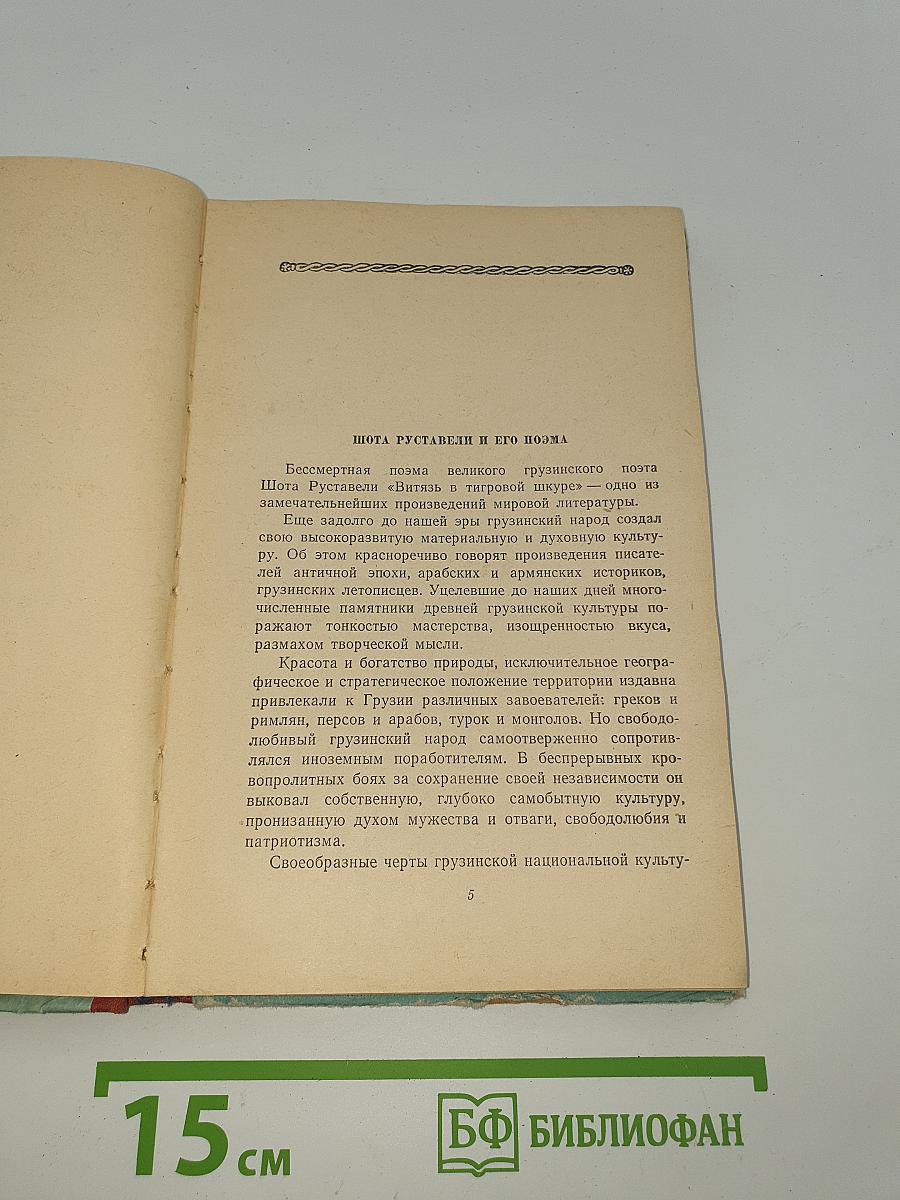 ШОТА РУСТАВЕЛИ И ЕГО ПОЭМА
Бессмертная поэма великого грузинского поэта
Шота Руставели «Витязь в тигровой шкуре» — одно из
замечательнейших произведений мировой литературы.
Еще задолго до нашей эры грузинский народ создал
свою высокоразвитую материальную и духовную культу-
ру. Об этом красноречиво говорят произведения писате-
лей античной эпохи, арабских и армянских историков,
грузинских летописцев. Уцелевшие до наших дней много-
численные памятники древней грузинской культуры по-
ражают тонкостью мастерства, изощренностью вкуса,
размахом творческой мысли.
Красота и богатство природы, исключительное геогра-
фическое и стратегическое положение территории издавна
привлекали к Грузии различных завоевателей: греков и
римлян, персов и арабов, турок и монголов. Но свободо-
любивый грузинский народ самоотверженно сопротив-
лялся иноземным поработителям. В беспрерывных кро-
вопролитных боях за сохранение своей независимости он
выковал собственную, глубоко самобытную культуру,
пронизанную духом мужества и отваги, свободолюбия и
патриотизма.
Своеобразные черты грузинской национальной культу-
5
15 см
БФ БИБЛИОФАН